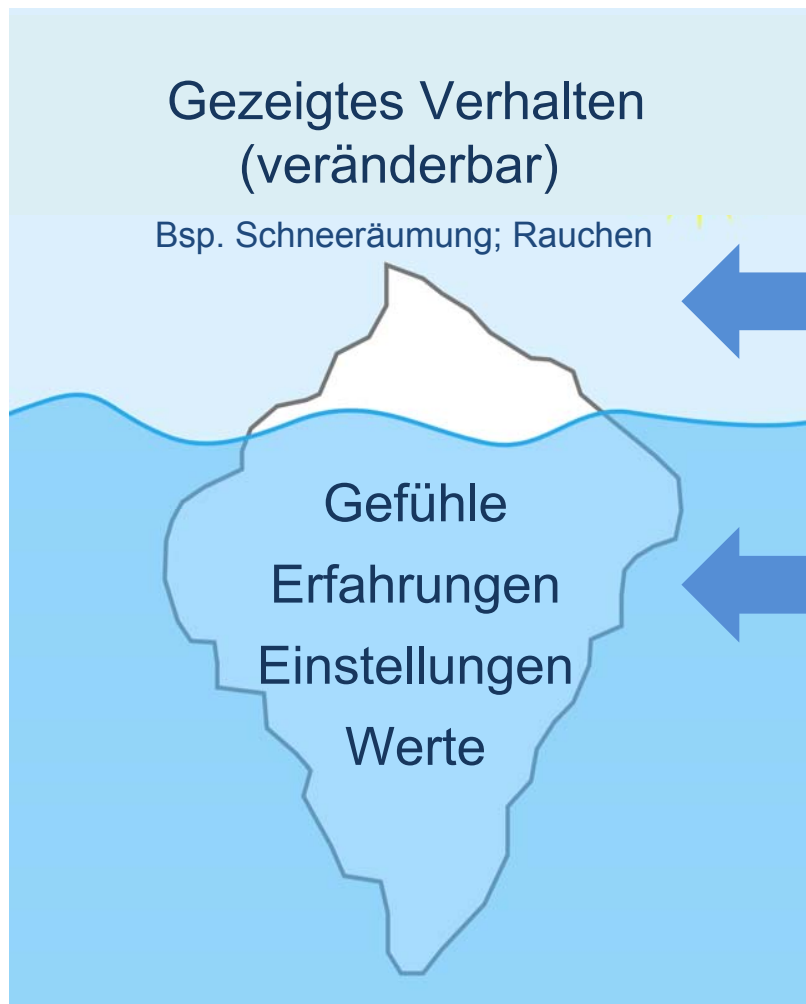 Gezeigtes Verhalten
(veränderbar)
Bsp. Schneeräumung; Rauchen
Gefühle
Erfahrungen
Einstellungen
Werte